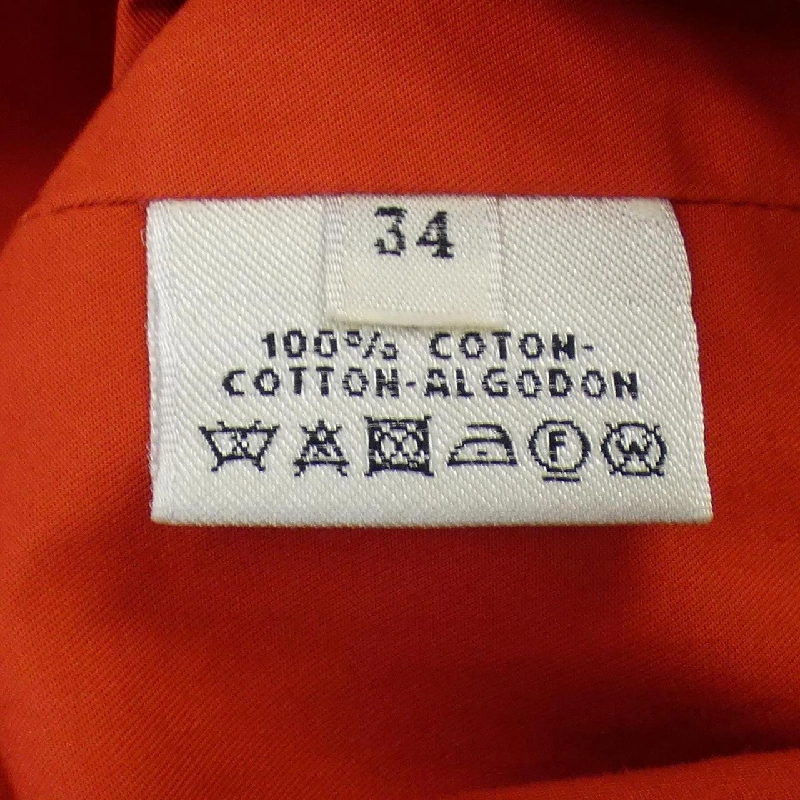 34
100% COTON-
COTTON-ALGODON
F W